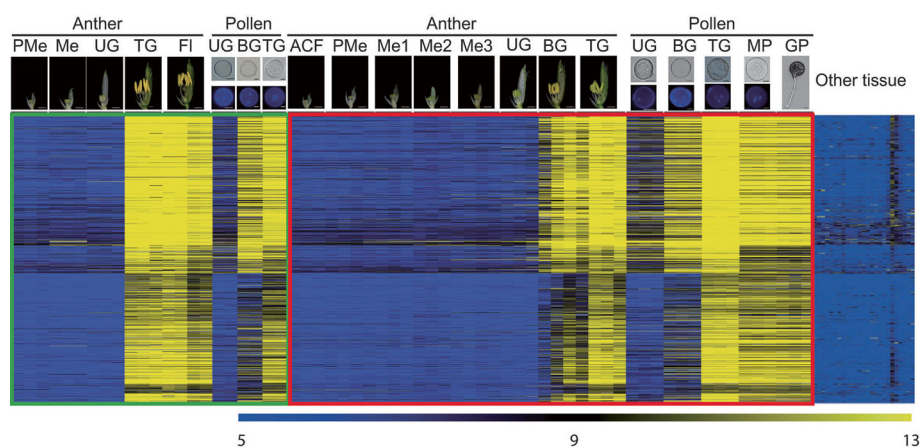 Anther Pollen Anther Pollen
PMe Me UG TG Fl UG BG TG ACF PMe Me1 Me2 Me3 UG BG TG UG BG TG MP GP
Other tissue
5 9 13